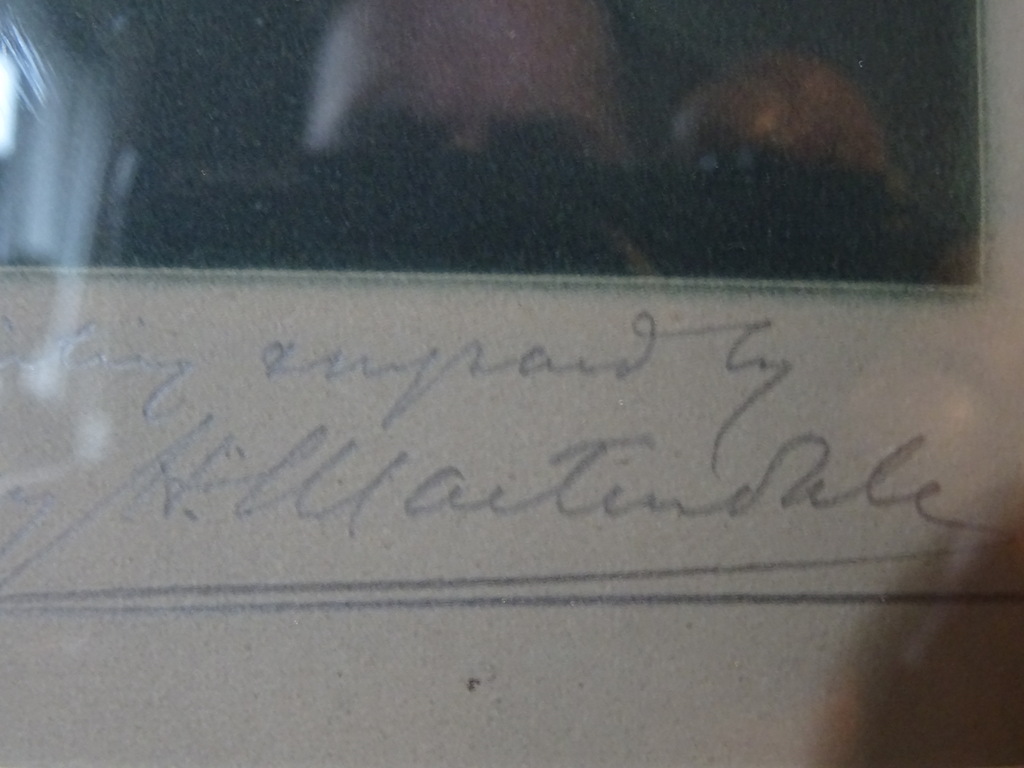 engraved by
H. Martindale